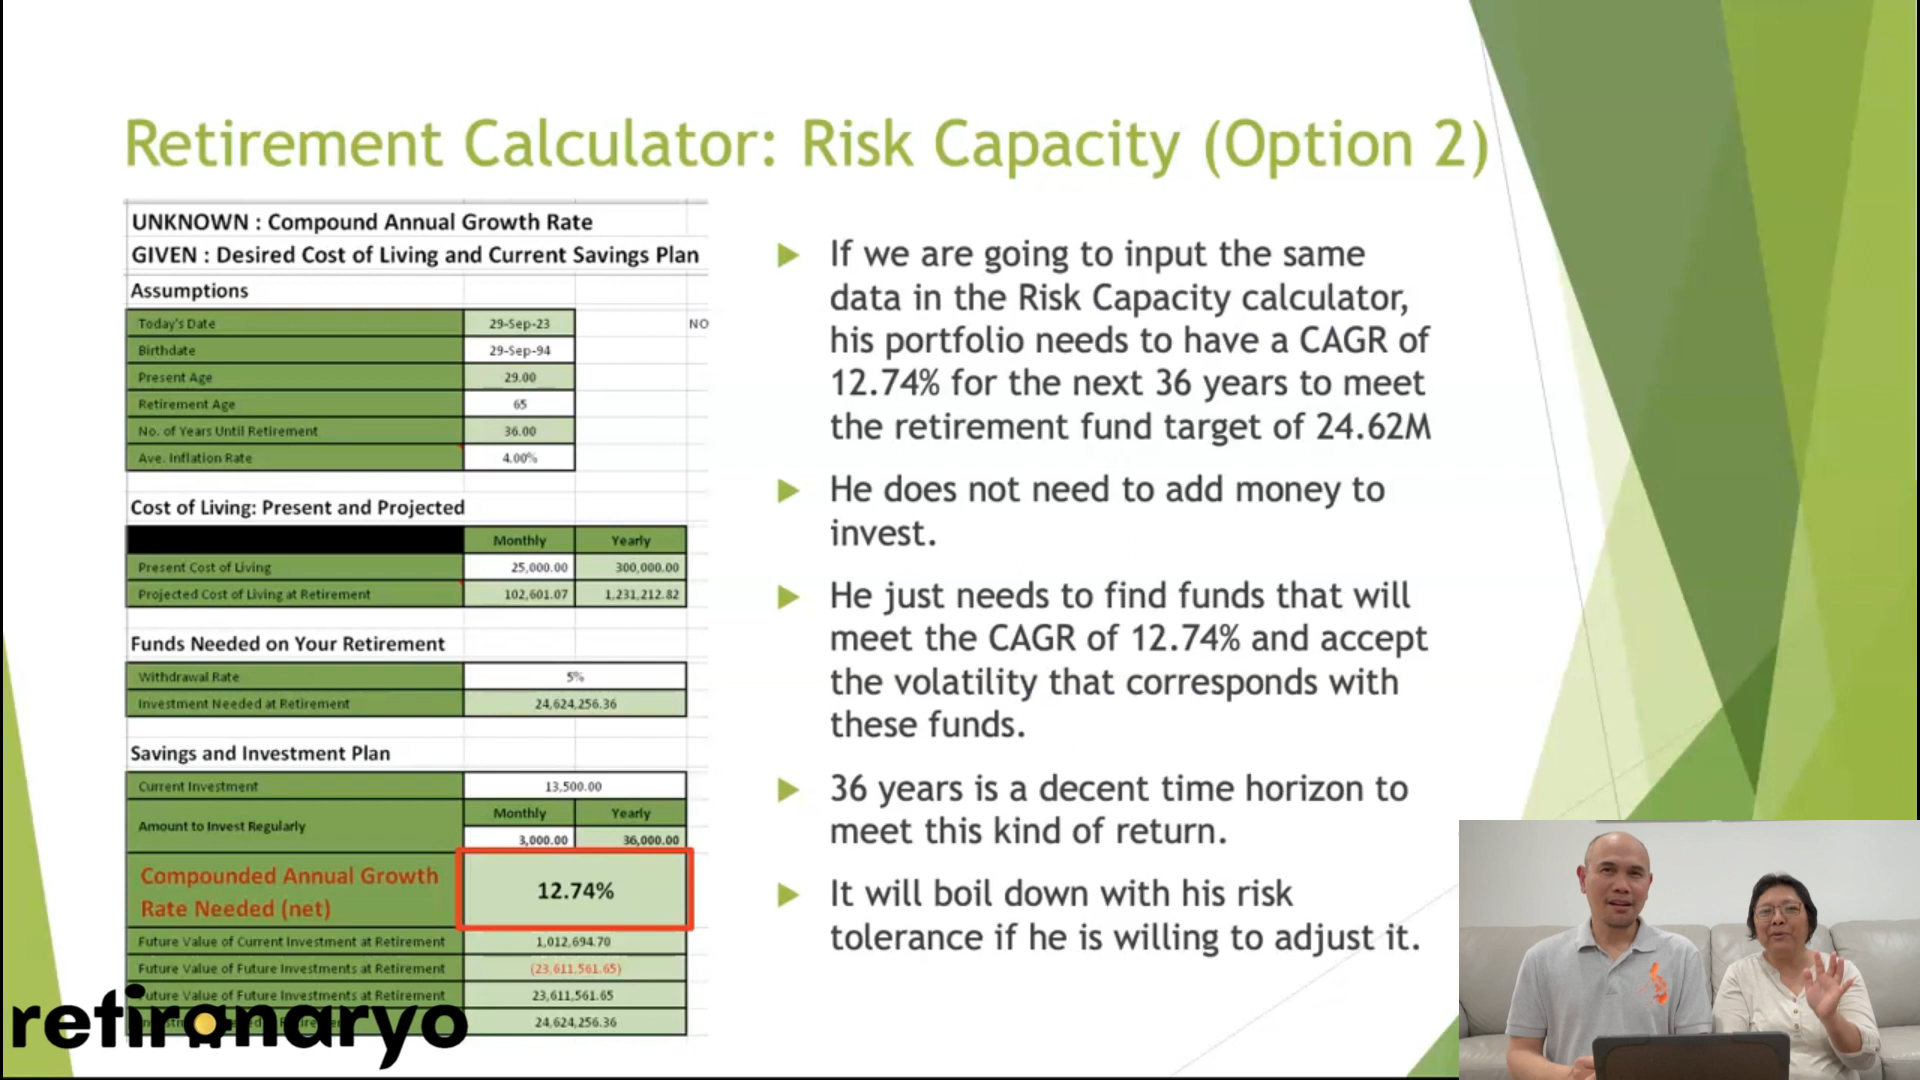 Retirement Calculator: Risk Capacity (Option 2)
UNKNOWN : Compound Annual Growth Rate
GIVEN : Desired Cost of Living and Current Savings Plan
Assumptions
Today's Date 29-Sep-23 NO
Birthdate 29-Sep-94
Present Age 29.00
Retirement Age 65
No. of Years Until Retirement 36.00
Ave. Inflation Rate 4.00%
Cost of Living: Present and Projected
Monthly Yearly
Present Cost of Living 25,000.00 300,000.00
Projected Cost of Living at Retirement 102,601.07 1,231,212.82
Funds Needed on Your Retirement
Withdrawal Rate 5%
Investment Needed at Retirement 24,624,256.36
Savings and Investment Plan
Current Investment 13,500.00
Monthly Yearly
Amount to Invest Regularly
3,000.00 36,000.00
Compounded Annual Growth
Rate Needed (net)
12.74%
Future Value of Current Investment at Retirement 1,012,694.70
Future Value of Future Investments at Retirement (23,611,561.65)
Future Value of Future Investments at Retirement 23,611,561.65
24,624,256.36
retiranaryo
If we are going to input the same
data in the Risk Capacity calculator,
his portfolio needs to have a CAGR of
12.74% for the next 36 years to meet
the retirement fund target of 24.62M
He does not need to add money to
invest.
He just needs to find funds that will
meet the CAGR of 12.74% and accept
the volatility that corresponds with
these funds.
36 years is a decent time horizon to
meet this kind of return.
It will boil down with his risk
tolerance if he is willing to adjust it.